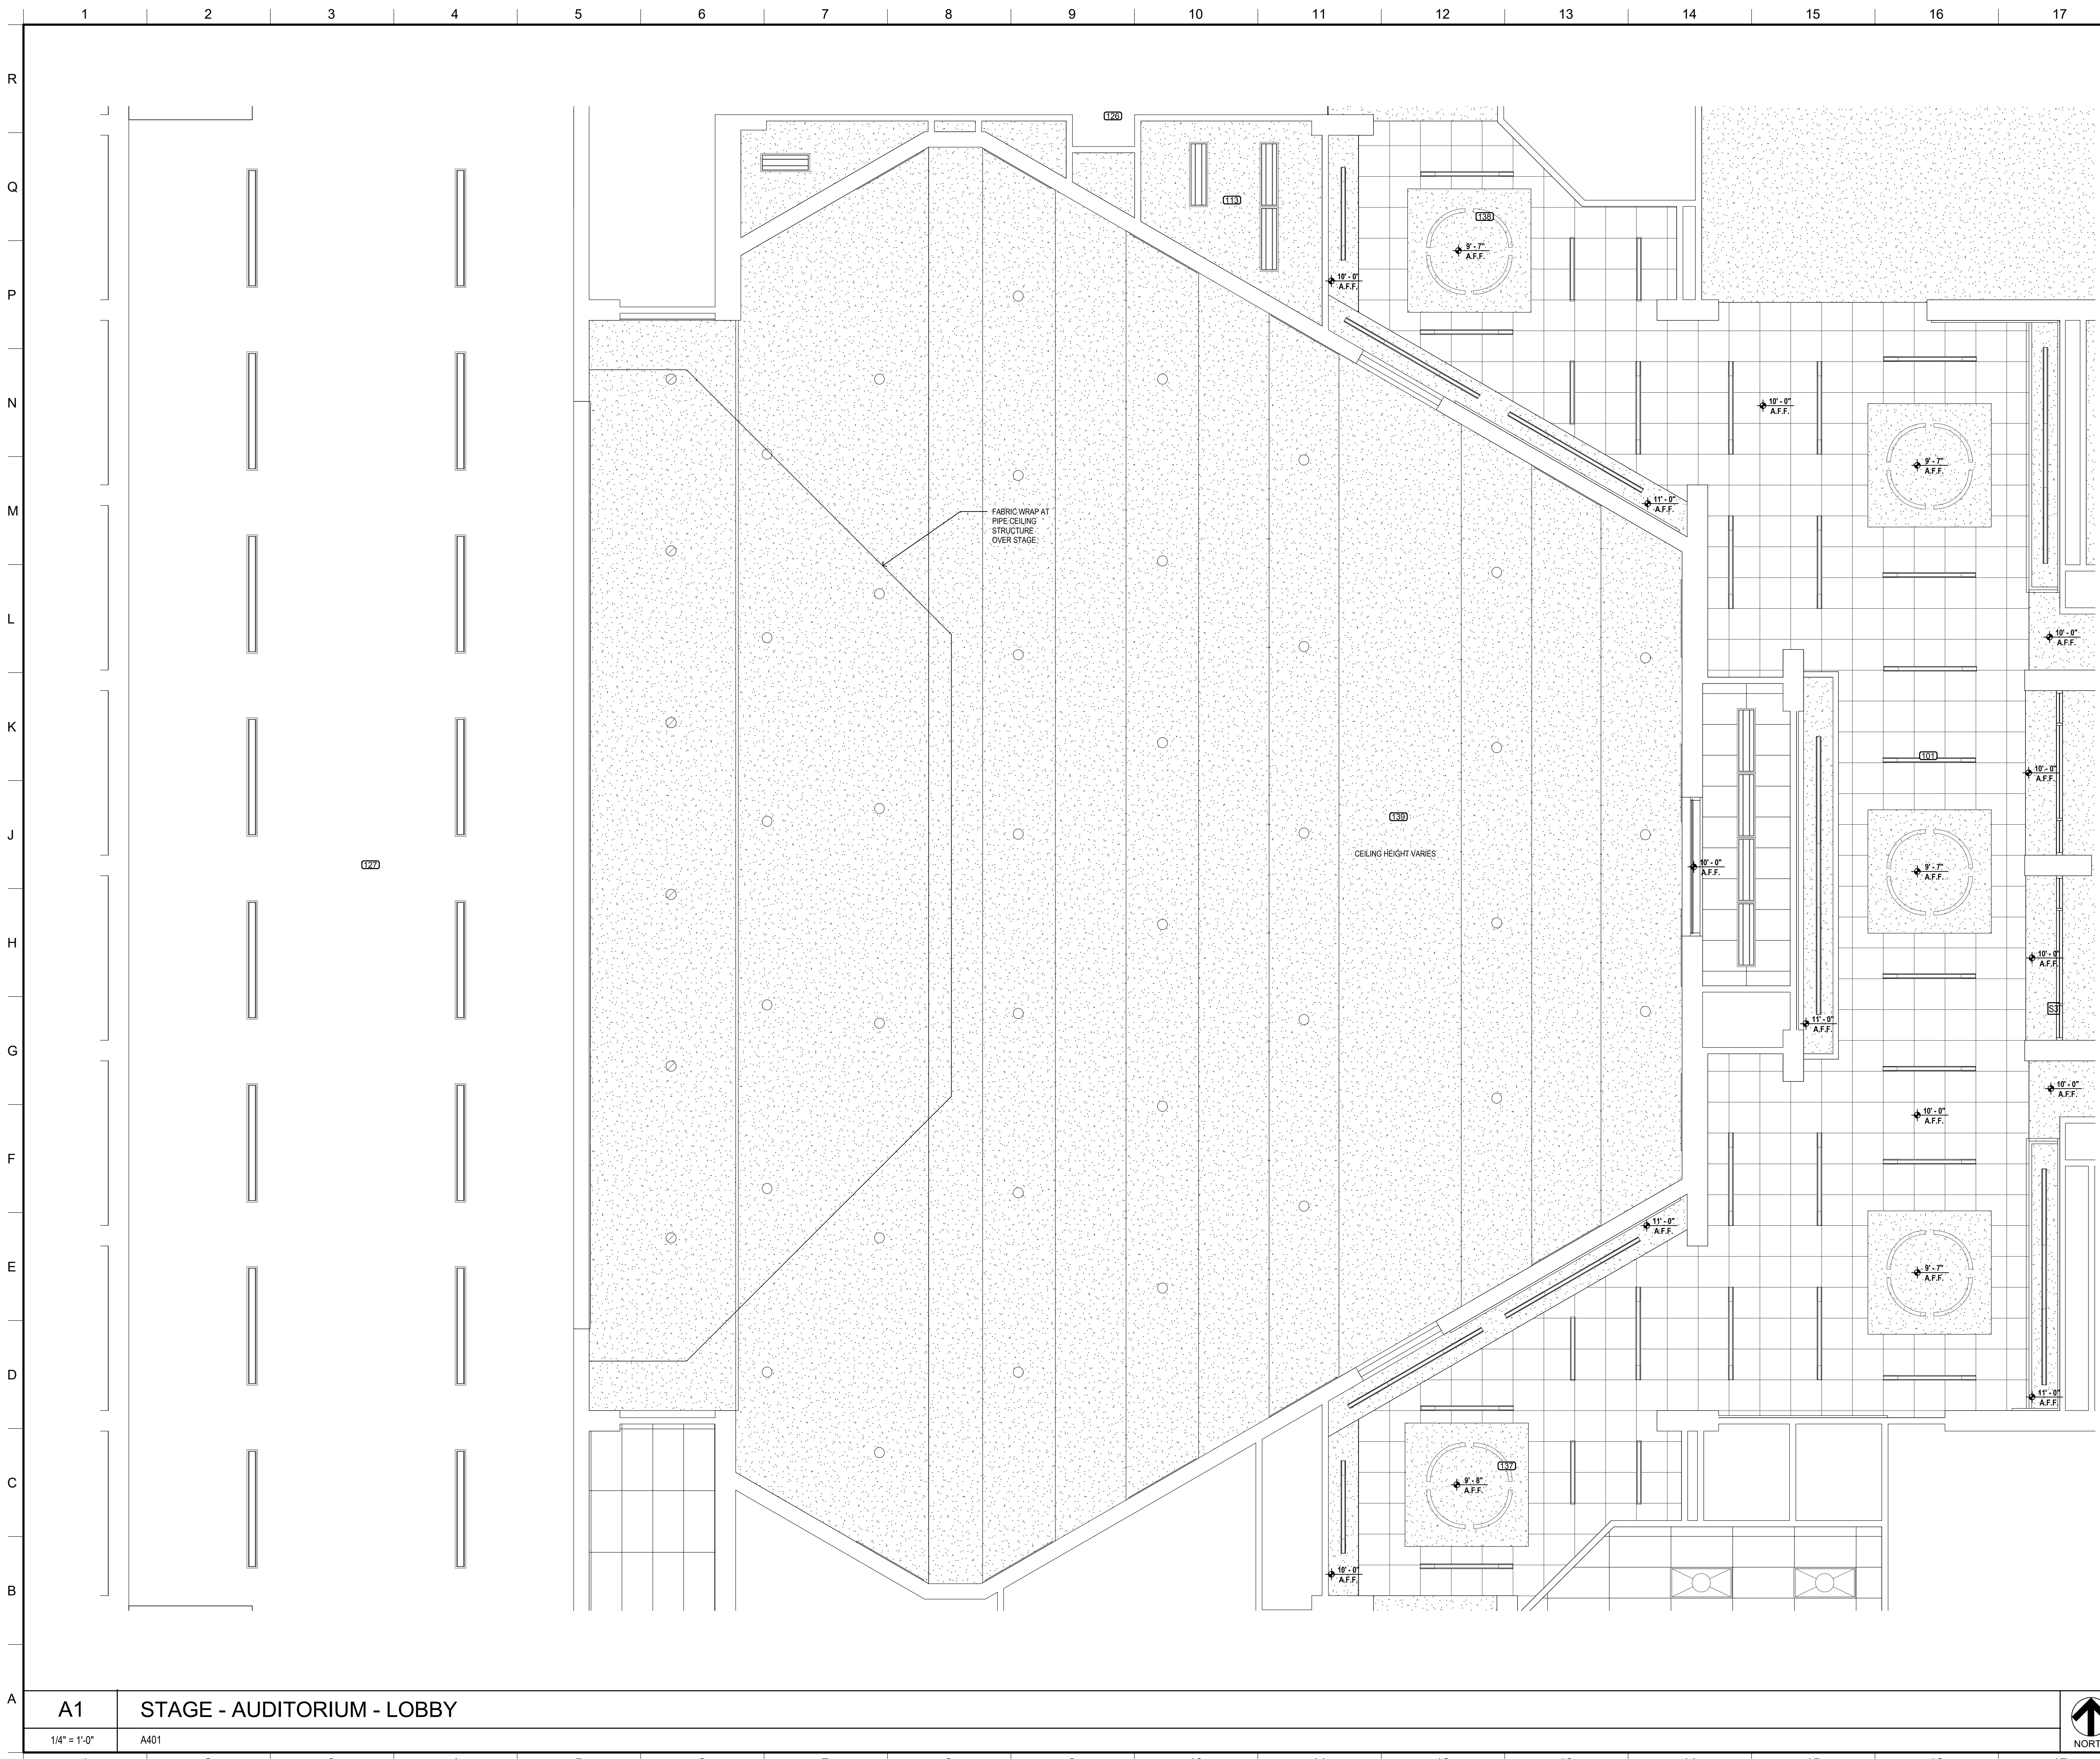 1 2 3 4 5 6 7 8 9 10 11 12 13 14 15 16 17
R
126
Q
113
138
9' - 7"
A.F.F.
10' - 0"
A.F.F.
P
N
10' - 0"
A.F.F.
9' - 7"
A.F.F.
11' - 0"
A.F.F.
M
FABRIC WRAP AT
PIPE CEILING
STRUCTURE
OVER STAGE.
L
10' - 0"
A.F.F.
K
101
10' - 0"
A.F.F.
139
J
CEILING HEIGHT VARIES
127
10' - 0"
A.F.F.
9' - 7"
A.F.F.
H
10' - 0"
A.F.F.
S3
11' - 0"
A.F.F.
G
10' - 0"
A.F.F.
10' - 0"
A.F.F.
F
11' - 0"
A.F.F.
E
9' - 7"
A.F.F.
D
11' - 0"
A.F.F.
137
C
9' - 8"
A.F.F.
10' - 0"
A.F.F.
B
A
A1 STAGE - AUDITORIUM - LOBBY
1/4" = 1'-0" A401